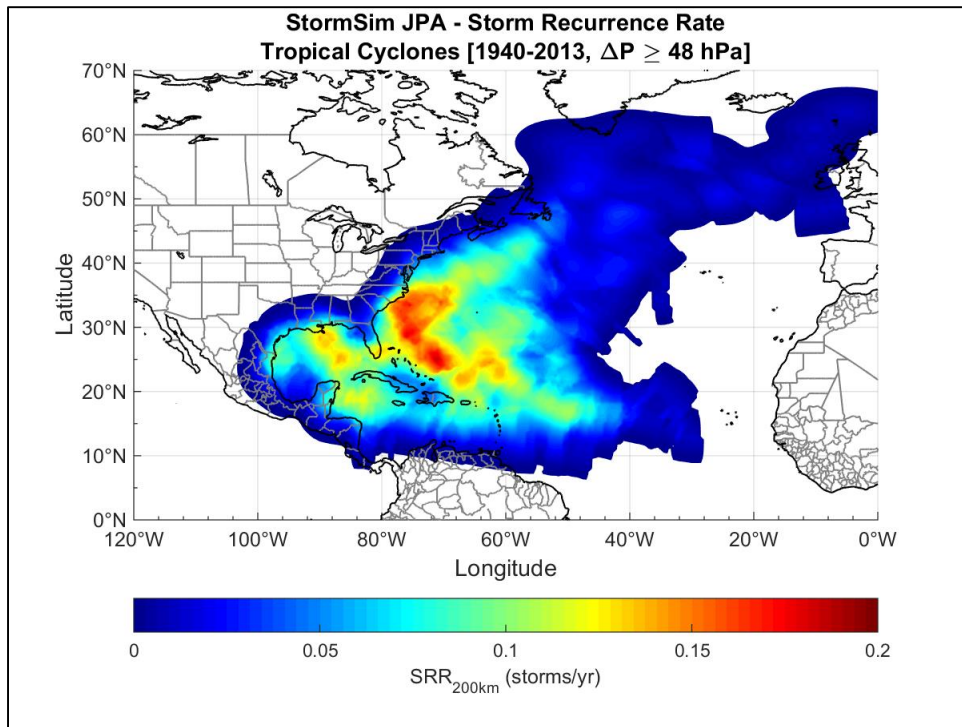 StormSim JPA - Storm Recurrence Rate
Tropical Cyclones [1940-2013, ΔP ≥ 48 hPa]
70°N
60°N
50°N
40°N
30°N
20°N
10°N
0°N
Latitude
120°W 100°W 80°W 60°W 40°W 20°W 0°W
Longitude
0 0.05 0.1 0.15 0.2
SRR200km (storms/yr)